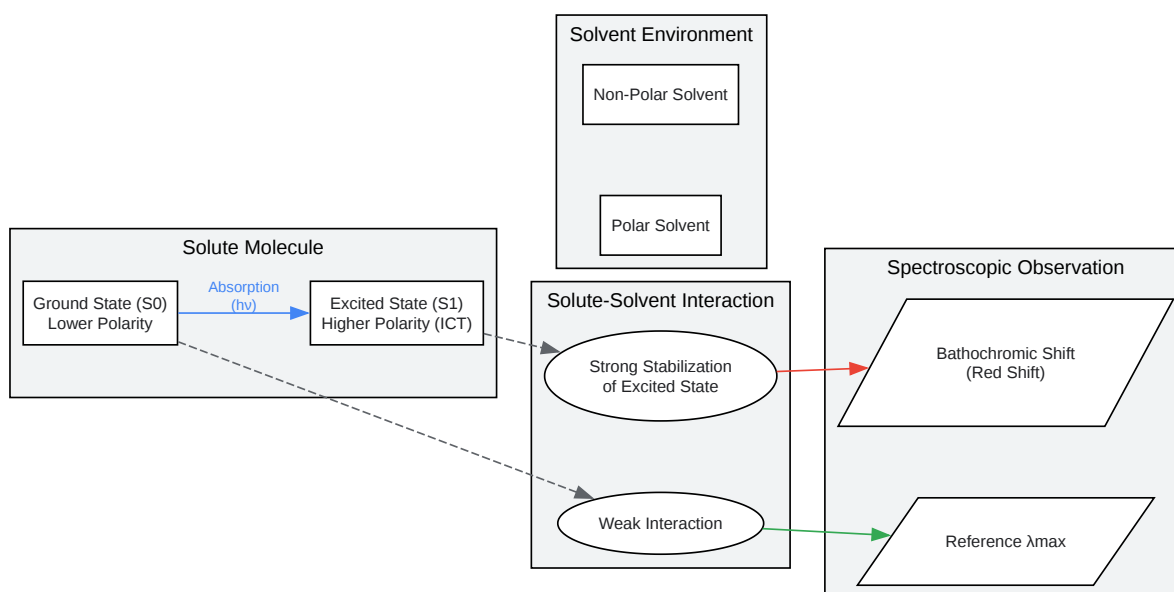 Solvent Environment
Non-Polar Solvent
Polar Solvent
Solute Molecule
Ground State (S0)
Lower Polarity
Absorption
(hν)
Excited State (S1)
Higher Polarity (ICT)
Solute-Solvent Interaction
Strong Stabilization
of Excited State
Weak Interaction
Spectroscopic Observation
Bathochromic Shift
(Red Shift)
Reference λmax